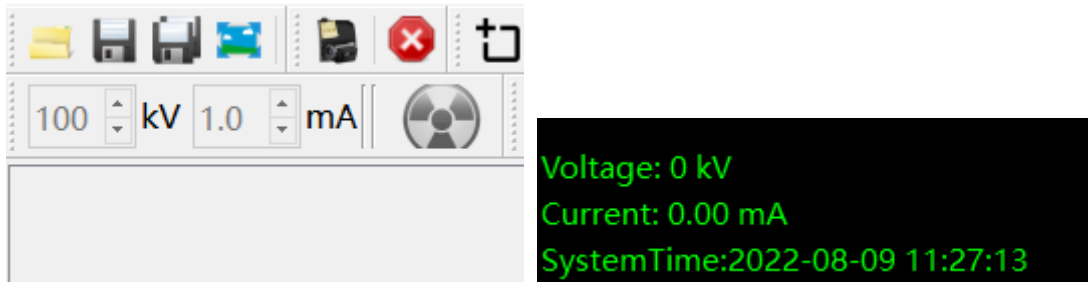 100 kV 1.0 mA
Voltage: 0 kV
Current: 0.00 mA
SystemTime:2022-08-09 11:27:13